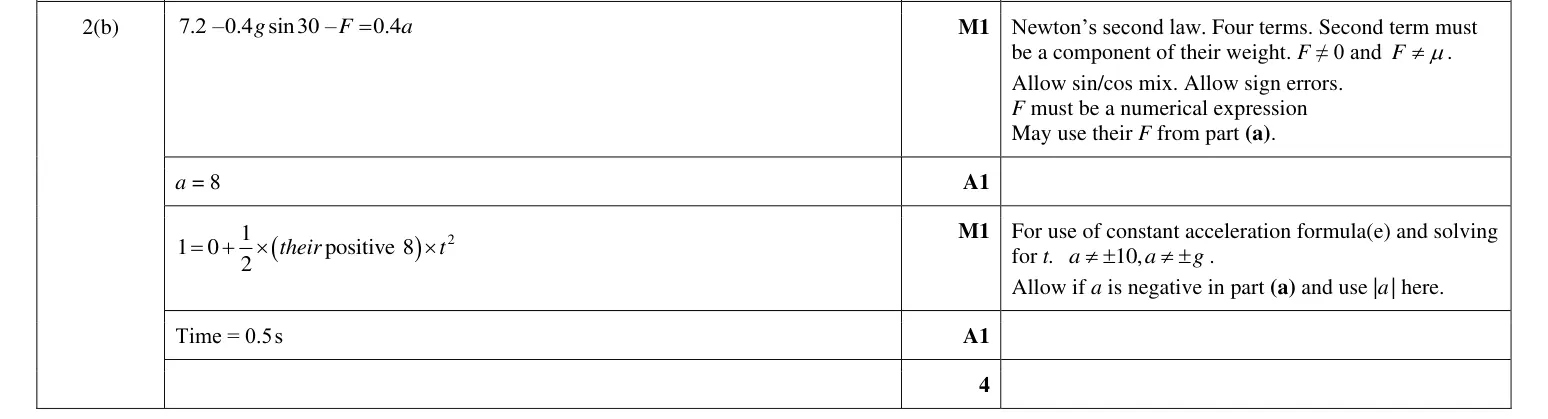 2(b)
7.2 –0.4g sin 30 –F =0.4a
M1
Newton’s second law. Four terms. Second term must
be a component of their weight. F ≠ 0 and F ≠ μ .
Allow sin/cos mix. Allow sign errors.
F must be a numerical expression
May use their F from part (a).
a = 8
A1
1 = 0 + 1/2 × (their positive 8) × t²
M1
For use of constant acceleration formula(e) and solving
for t. a ≠ ±10, a ≠ ±g .
Allow if a is negative in part (a) and use |a| here.
Time = 0.5 s
A1
4